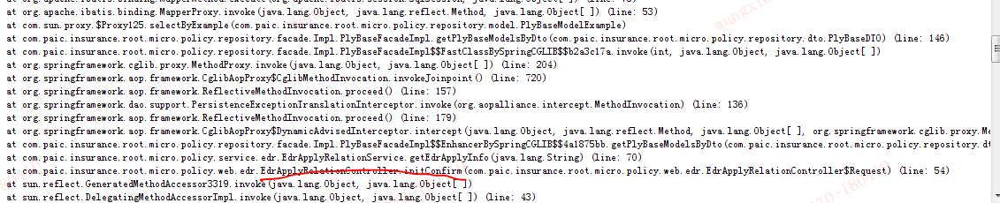 at org.apache.ibatis.binding.MapperProxy.invoke(java.lang.Object, java.lang.reflect.Method, java.lang.Object[ ]) (line: 53)
at com.sun.proxy.$Proxy125.selectByExample(com.paic.insurance.root.micro.policy.repository.model.PlyBaseModelExample)
at com.paic.insurance.root.micro.policy.repository.facade.Impl.PlyBaseFacadeImpl.getPlyBaseModelsByDto(com.paic.insurance.root.micro.policy.repository.dto.PlyBaseDTO) (line: 146)
at com.paic.insurance.root.micro.policy.repository.facade.Impl.PlyBaseFacadeImpl$$FastClassBySpringCGLIB$$b2a3c17a.invoke(int, java.lang.Object, java.lang.Object[ ])
at org.springframework.cglib.proxy.MethodProxy.invoke(java.lang.Object, java.lang.Object[ ]) (line: 204)
at org.springframework.aop.framework.CglibAopProxy$CglibMethodInvocation.invokeJoinpoint() (line: 720)
at org.springframework.aop.framework.ReflectiveMethodInvocation.proceed() (line: 157)
at org.springframework.dao.support.PersistenceExceptionTranslationInterceptor.invoke(org.aopalliance.intercept.MethodInvocation) (line: 136)
at org.springframework.aop.framework.ReflectiveMethodInvocation.proceed() (line: 179)
at org.springframework.aop.framework.CglibAopProxy$DynamicAdvisedInterceptor.intercept(java.lang.Object, java.lang.reflect.Method, java.lang.Object[ ], org.springframework.cglib.proxy.Me
at com.paic.insurance.root.micro.policy.repository.facade.Impl.PlyBaseFacadeImpl$$EnhancerBySpringCGLIB$$4a1875bb.getPlyBaseModelsByDto(com.paic.insurance.root.micro.policy.repository.dt
at com.paic.insurance.root.micro.policy.service.edr.EdrApplyRelationService.getEdrApplyInfo(java.lang.String) (line: 70)
at com.paic.insurance.root.micro.policy.web.edr.EdrApplyRelationController.initConfirm(com.paic.insurance.root.micro.policy.web.edr.EdrApplyRelationController$Request) (line: 54)
at sun.reflect.GeneratedMethodAccessor3319.invoke(java.lang.Object, java.lang.Object[ ])
at sun.reflect.DelegatingMethodAccessorImpl.invoke(java.lang.Object, java.lang.Object[ ]) (line: 43)